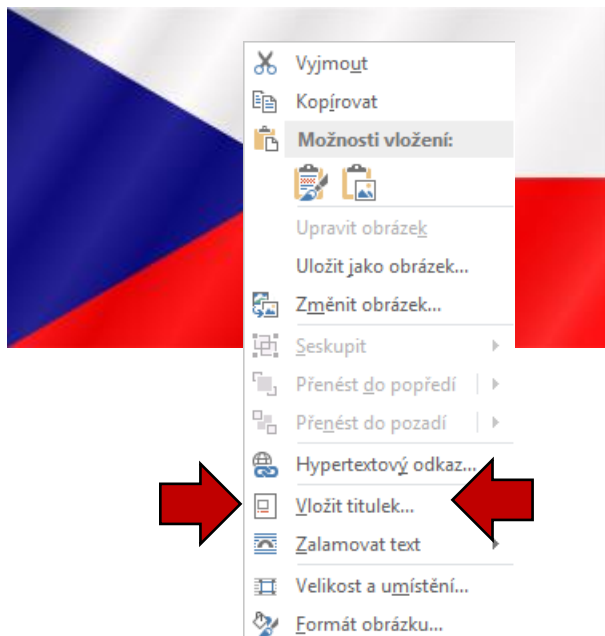 Vyjmout
Kopírovat
Možnosti vložení:
Upravit obrázek
Uložit jako obrázek...
Změnit obrázek...
Seskupit
Přenést do popředí
Přenést do pozadí
Hypertextový odkaz...
Vložit titulek...
Zalamovat text
Velikost a umístění...
Formát obrázku...